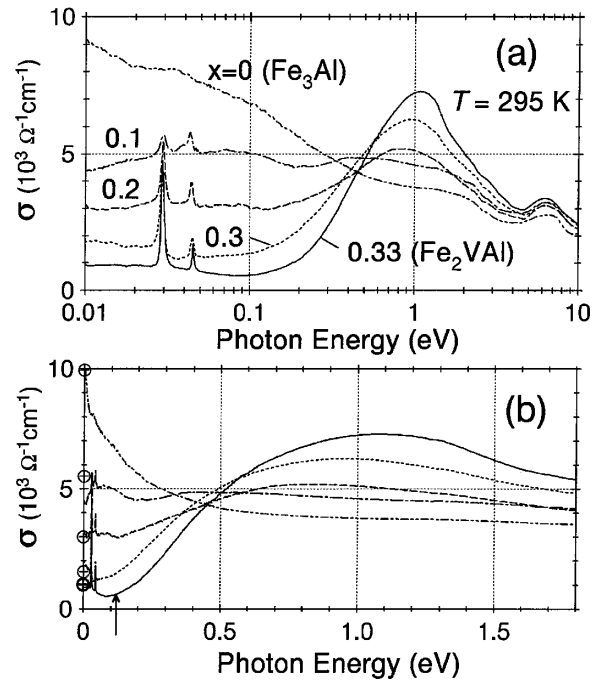 10
(a)
x=0 (Fe3Al)
T = 295 K
0.1
5
0.2
0.3
0.33 (Fe2VAl)
0
0.01
0.1
1
10
σ (10³ Ω⁻¹cm⁻¹)
Photon Energy (eV)
10
(b)
5
0
0
0.5
1.0
1.5
σ (10³ Ω⁻¹cm⁻¹)
Photon Energy (eV)